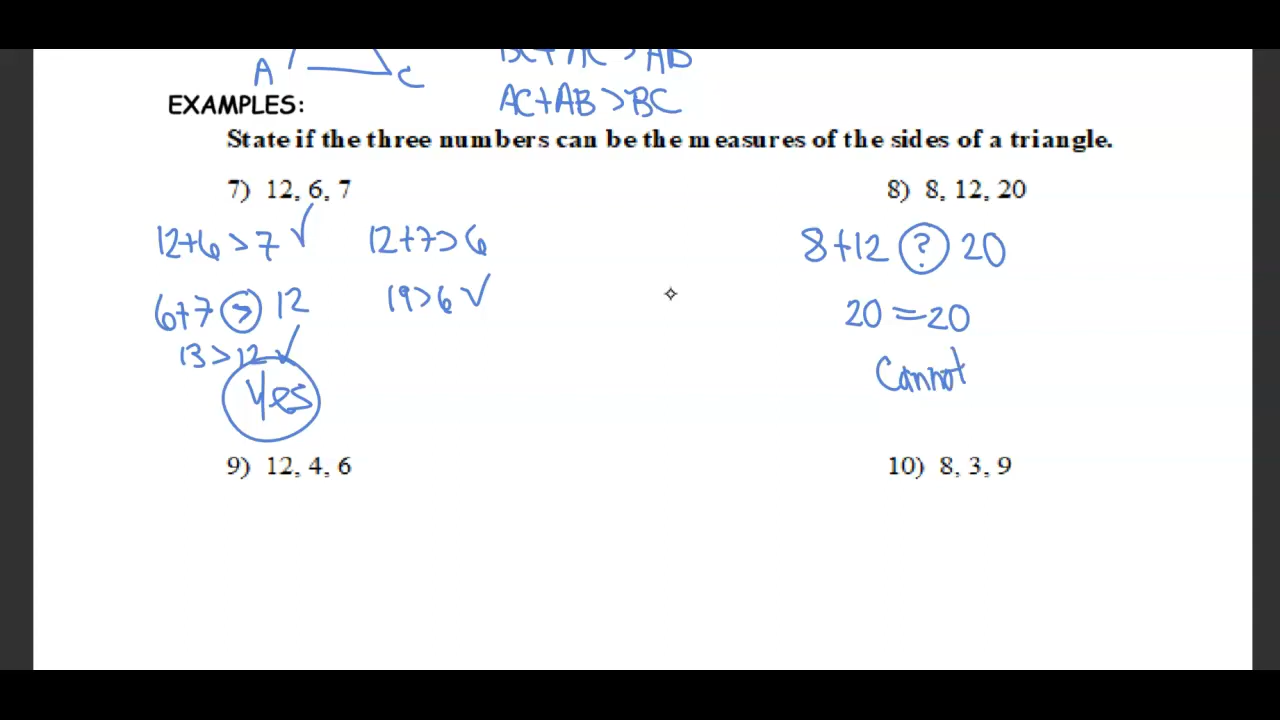 BC+AC > AB
A
C
AC+AB > BC
EXAMPLES:
State if the three numbers can be the measures of the sides of a triangle.
7) 12, 6, 7
8) 8, 12, 20
12+6 > 7 ✓
12+7 > 6
8+12 ? 20
6+7 > 12
19 > 6 ✓
20 = 20
13 > 12 ✓
Yes
Cannot
9) 12, 4, 6
10) 8, 3, 9